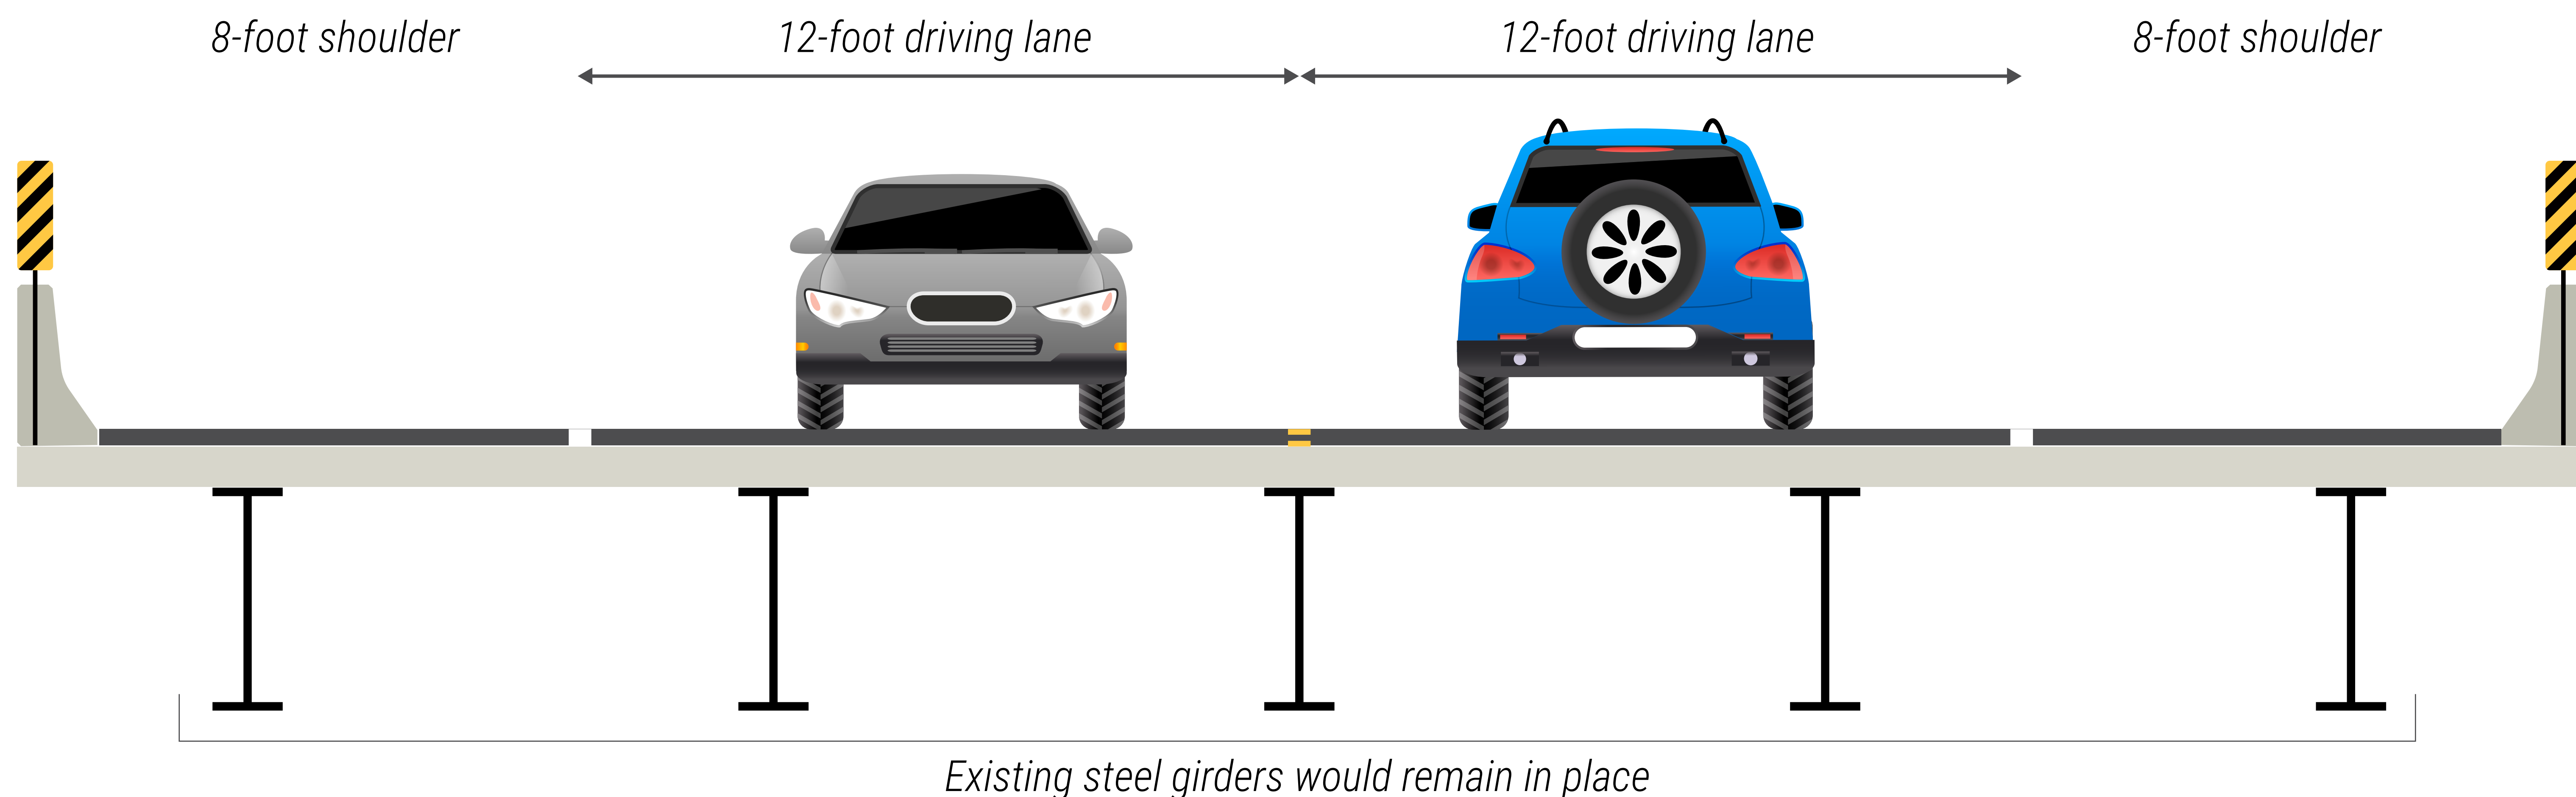 8-foot shoulder
12-foot driving lane
12-foot driving lane
8-foot shoulder
Existing steel girders would remain in place